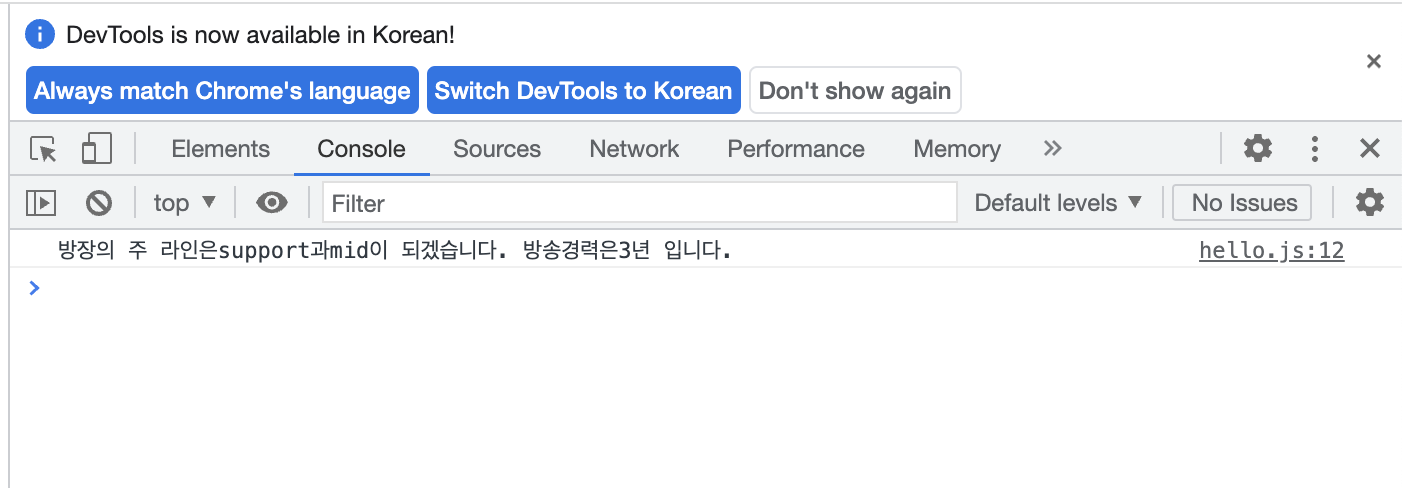 DevTools is now available in Korean!
Always match Chrome's language Switch DevTools to Korean Don't show again
Elements Console Sources Network Performance Memory
top Filter Default levels No Issues
방장의 주 라인은support과mid이 되겠습니다. 방송경력은3년 입니다. hello.js:12